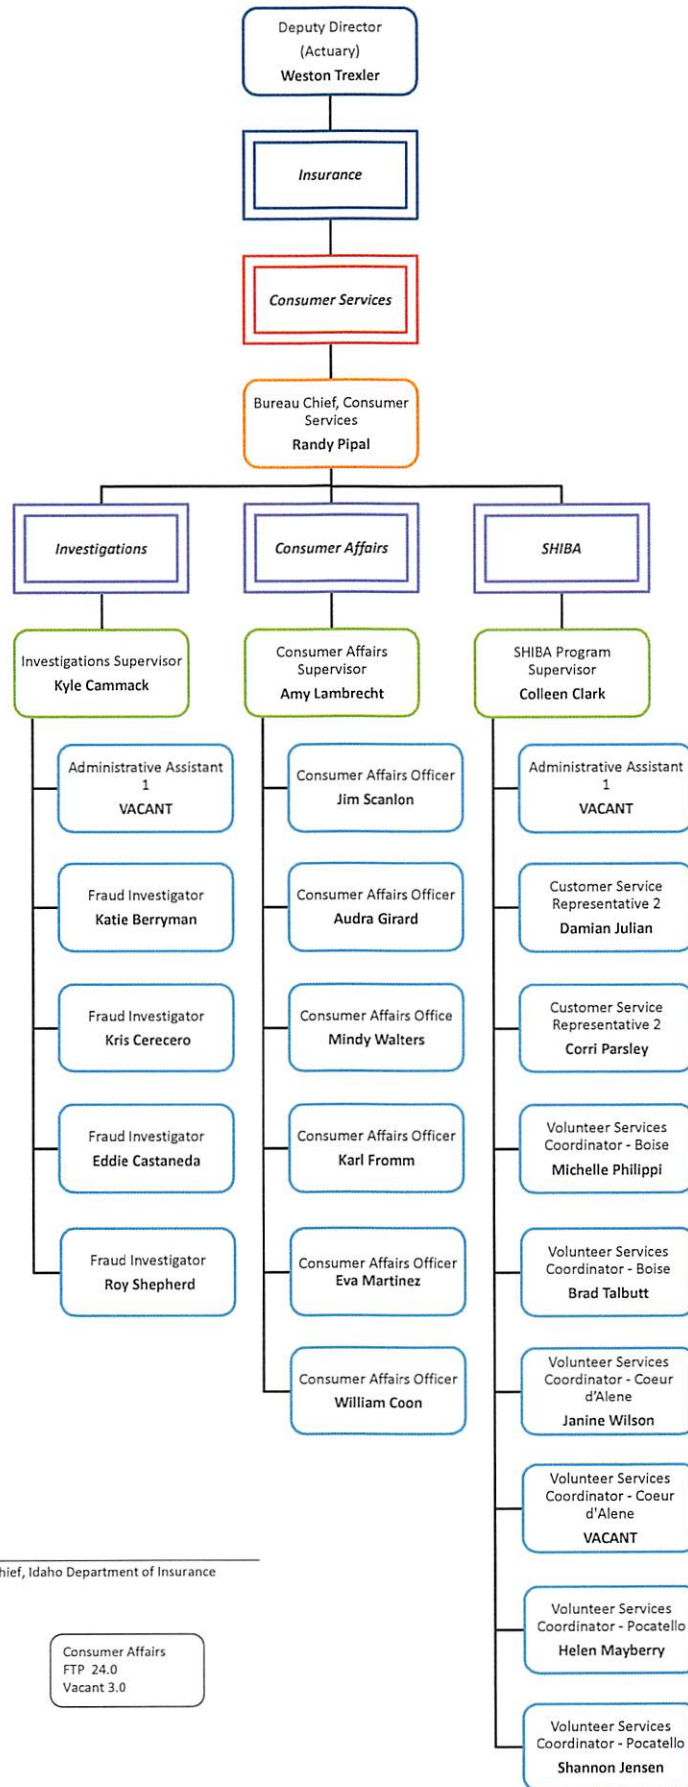 Deputy Director
(Actuary)
Weston Trexler
Insurance
Consumer Services
Bureau Chief, Consumer
Services
Randy Pipal
Investigations
Consumer Affairs
SHIBA
Investigations Supervisor
Kyle Cammack
Consumer Affairs
Supervisor
Amy Lambrecht
SHIBA Program
Supervisor
Colleen Clark
Administrative Assistant
1
VACANT
Fraud Investigator
Katie Berryman
Fraud Investigator
Kris Cerecero
Fraud Investigator
Eddie Castaneda
Fraud Investigator
Roy Shepherd
Consumer Affairs Officer
Jim Scanlon
Consumer Affairs Officer
Audra Girard
Consumer Affairs Office
Mindy Walters
Consumer Affairs Officer
Karl Fromm
Consumer Affairs Officer
Eva Martinez
Consumer Affairs Officer
William Coon
Administrative Assistant
1
VACANT
Customer Service
Representative 2
Damian Julian
Customer Service
Representative 2
Corri Parsley
Volunteer Services
Coordinator - Boise
Michelle Philippi
Volunteer Services
Coordinator - Boise
Brad Talbutt
Volunteer Services
Coordinator - Coeur
d'Alene
Janine Wilson
Volunteer Services
Coordinator - Coeur
d'Alene
VACANT
Volunteer Services
Coordinator - Pocatello
Helen Mayberry
Volunteer Services
Coordinator - Pocatello
Shannon Jensen
hief, Idaho Department of Insurance
Consumer Affairs
FTP 24.0
Vacant 3.0